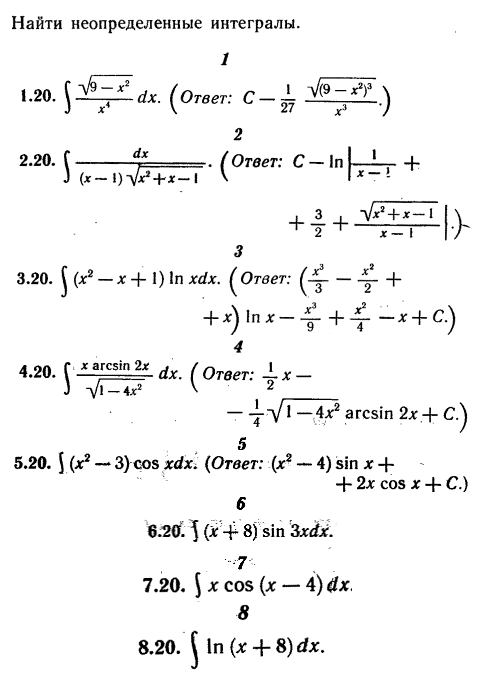 Найти неопределенные интегралы.
1
1.20. ∫ √(9 − x²) / x⁴ dx. (Ответ: C − 1/27 √((9 − x²)³) / x³.)
2
2.20. ∫ dx / ((x − 1) √(x² + x − 1)). (Ответ: C − ln | 1/(x − 1) +
+ 3/2 + √(x² + x − 1) / (x − 1) |.)
3
3.20. ∫ (x² − x + 1) ln xdx. (Ответ: (x³/3 − x²/2 +
+ x) ln x − x³/9 + x²/4 − x + C.)
4
4.20. ∫ x arcsin 2x / √(1 − 4x²) dx. (Ответ: 1/2 x −
− 1/4 √(1 − 4x²) arcsin 2x + C.)
5
5.20. ∫ (x² − 3) cos xdx. (Ответ: (x² − 4) sin x +
+ 2x cos x + C.)
6
6.20. ∫ (x + 8) sin 3xdx.
7
7.20. ∫ x cos (x − 4) dx.
8
8.20. ∫ ln (x + 8) dx.